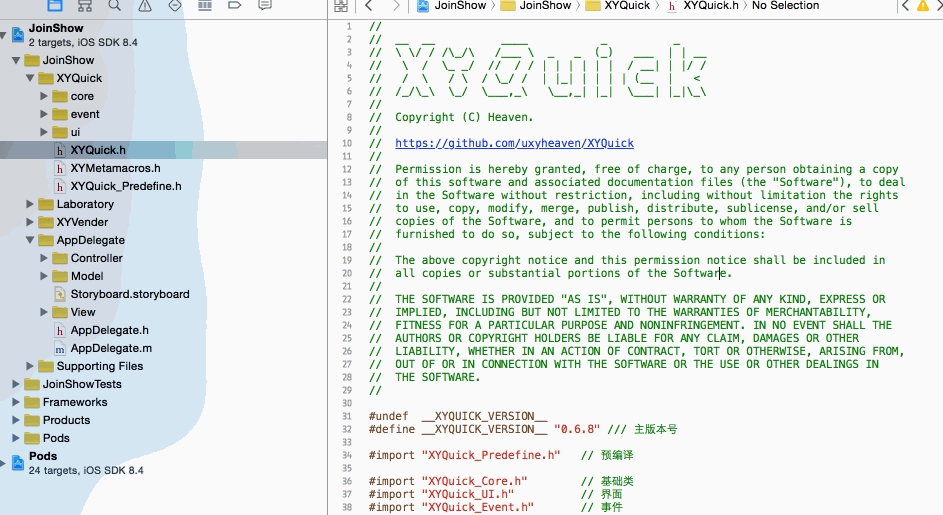 JoinShow
2 targets, iOS SDK 8.4
JoinShow
XYQuick
core
event
ui
XYQuick.h
XYMetamacros.h
XYQuick_Predefine.h
Laboratory
XYVender
AppDelegate
Controller
Model
Storyboard.storyboard
View
AppDelegate.h
AppDelegate.m
Supporting Files
JoinShowTests
Frameworks
Products
Pods
Pods
24 targets, iOS SDK 8.4
JoinShow JoinShow XYQuick XYQuick.h No Selection
1 //
2 // __ __ ____ _ _
3 // \ \/ / /\_/\ /___ \ _ _ (_) ___ | | __
4 // \ / \_ _/ // / / | | | | | | / __| | |/ /
5 // / \ / \ / \_/ / | |_| | | | | (__ | <
6 // /_/\_\ \_/ \___,_\ \__,_| |_| \___| |_|\_\
7 //
8 // Copyright (C) Heaven.
9 //
10 // https://github.com/uxyheaven/XYQuick
11 //
12 // Permission is hereby granted, free of charge, to any person obtaining a copy
13 // of this software and associated documentation files (the "Software"), to deal
14 // in the Software without restriction, including without limitation the rights
15 // to use, copy, modify, merge, publish, distribute, sublicense, and/or sell
16 // copies of the Software, and to permit persons to whom the Software is
17 // furnished to do so, subject to the following conditions:
18 //
19 // The above copyright notice and this permission notice shall be included in
20 // all copies or substantial portions of the Software.
21 //
22 // THE SOFTWARE IS PROVIDED "AS IS", WITHOUT WARRANTY OF ANY KIND, EXPRESS OR
23 // IMPLIED, INCLUDING BUT NOT LIMITED TO THE WARRANTIES OF MERCHANTABILITY,
24 // FITNESS FOR A PARTICULAR PURPOSE AND NONINFRINGEMENT. IN NO EVENT SHALL THE
25 // AUTHORS OR COPYRIGHT HOLDERS BE LIABLE FOR ANY CLAIM, DAMAGES OR OTHER
26 // LIABILITY, WHETHER IN AN ACTION OF CONTRACT, TORT OR OTHERWISE, ARISING FROM,
27 // OUT OF OR IN CONNECTION WITH THE SOFTWARE OR THE USE OR OTHER DEALINGS IN
28 // THE SOFTWARE.
29 //
30
31 #undef __XYQUICK_VERSION__
32 #define __XYQUICK_VERSION__ "0.6.8" /// 主版本号
33
34 #import "XYQuick_Predefine.h" // 预编译
35
36 #import "XYQuick_Core.h" // 基础类
37 #import "XYQuick_UI.h" // 界面
38 #import "XYQuick_Event.h" // 事件